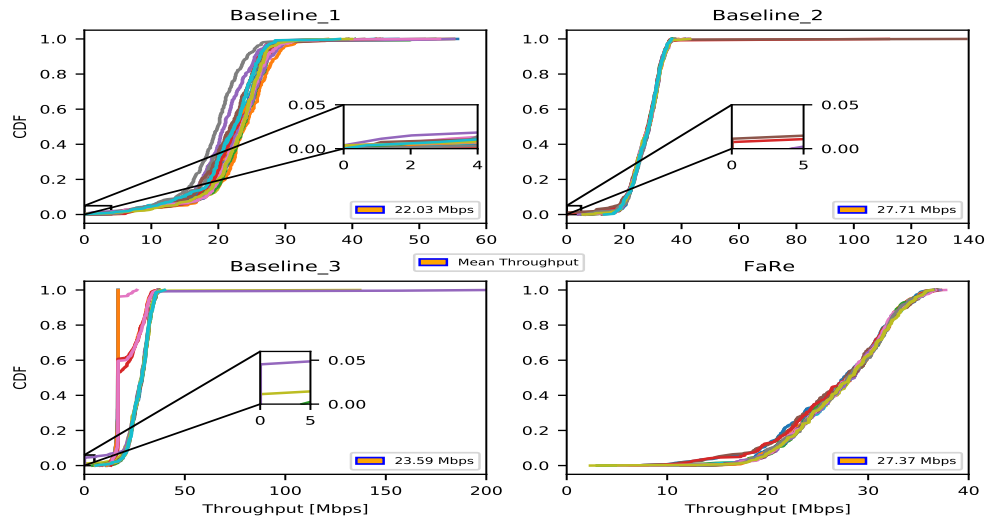 Baseline_1
Baseline_2
CDF
1.0
0.8
0.6
0.4
0.2
0.0
0.05
0.00
0 2 4
22.03 Mbps
0 10 20 30 40 50 60
1.0
0.8
0.6
0.4
0.2
0.0
0.05
0.00
0 5
27.71 Mbps
0 20 40 60 80 100 120 140
Mean Throughput
Baseline_3
FaRe
CDF
1.0
0.8
0.6
0.4
0.2
0.0
0.05
0.00
0 5
23.59 Mbps
0 50 100 150 200
Throughput [Mbps]
1.0
0.8
0.6
0.4
0.2
0.0
27.37 Mbps
0 10 20 30 40
Throughput [Mbps]